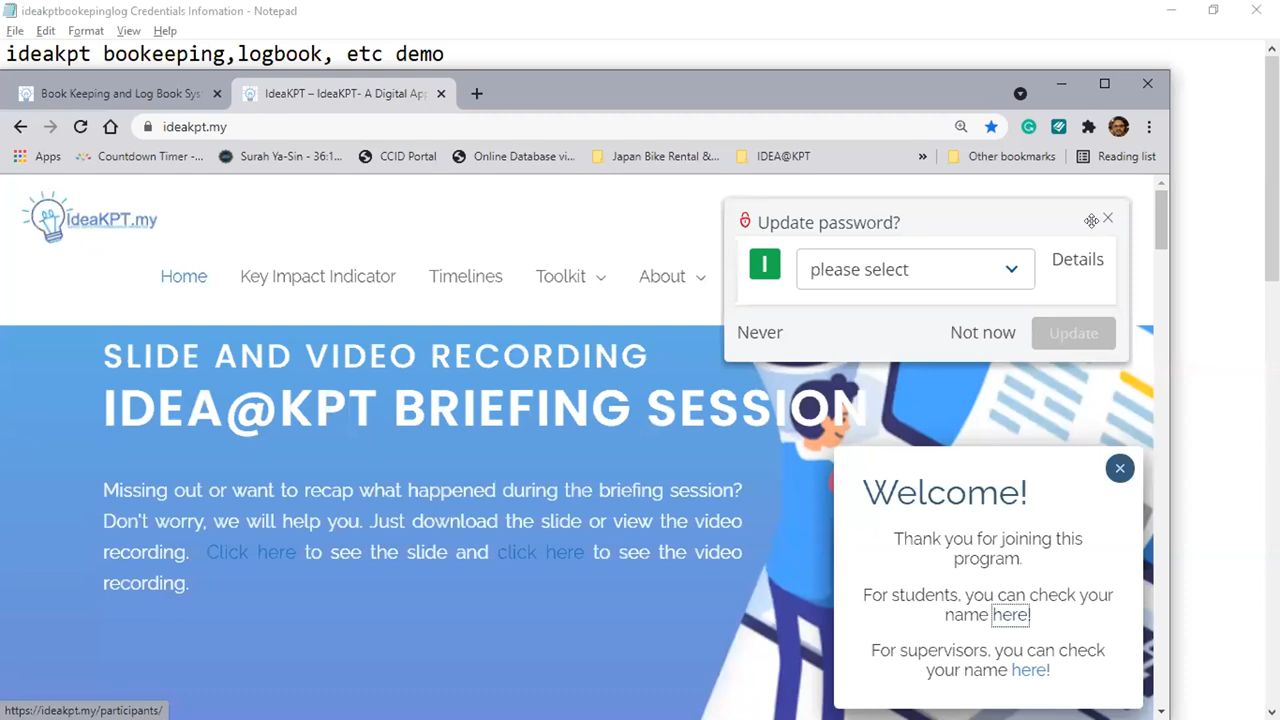 ideakptbookepinglog Credentials Infomation - Notepad
File Edit Format View Help
ideakpt bookeeping,logbook, etc demo
Book Keeping and Log Book Sys
IdeaKPT – IdeaKPT- A Digital App
ideakpt.my
Apps Countdown Timer -... Surah Ya-Sin - 36:1... CCID Portal Online Database vi... Japan Bike Rental &... IDEA@KPT » Other bookmarks Reading list
IdeaKPT.my
Home Key Impact Indicator Timelines Toolkit About
Update password?
I please select Details
Never Not now Update
SLIDE AND VIDEO RECORDING
IDEA@KPT BRIEFING SESSION
Missing out or want to recap what happened during the briefing session?
Don't worry, we will help you. Just download the slide or view the video
recording. Click here to see the slide and click here to see the video
recording.
Welcome!
Thank you for joining this
program.
For students, you can check your
name here!
For supervisors, you can check
your name here!
https://ideakpt.my/participants/